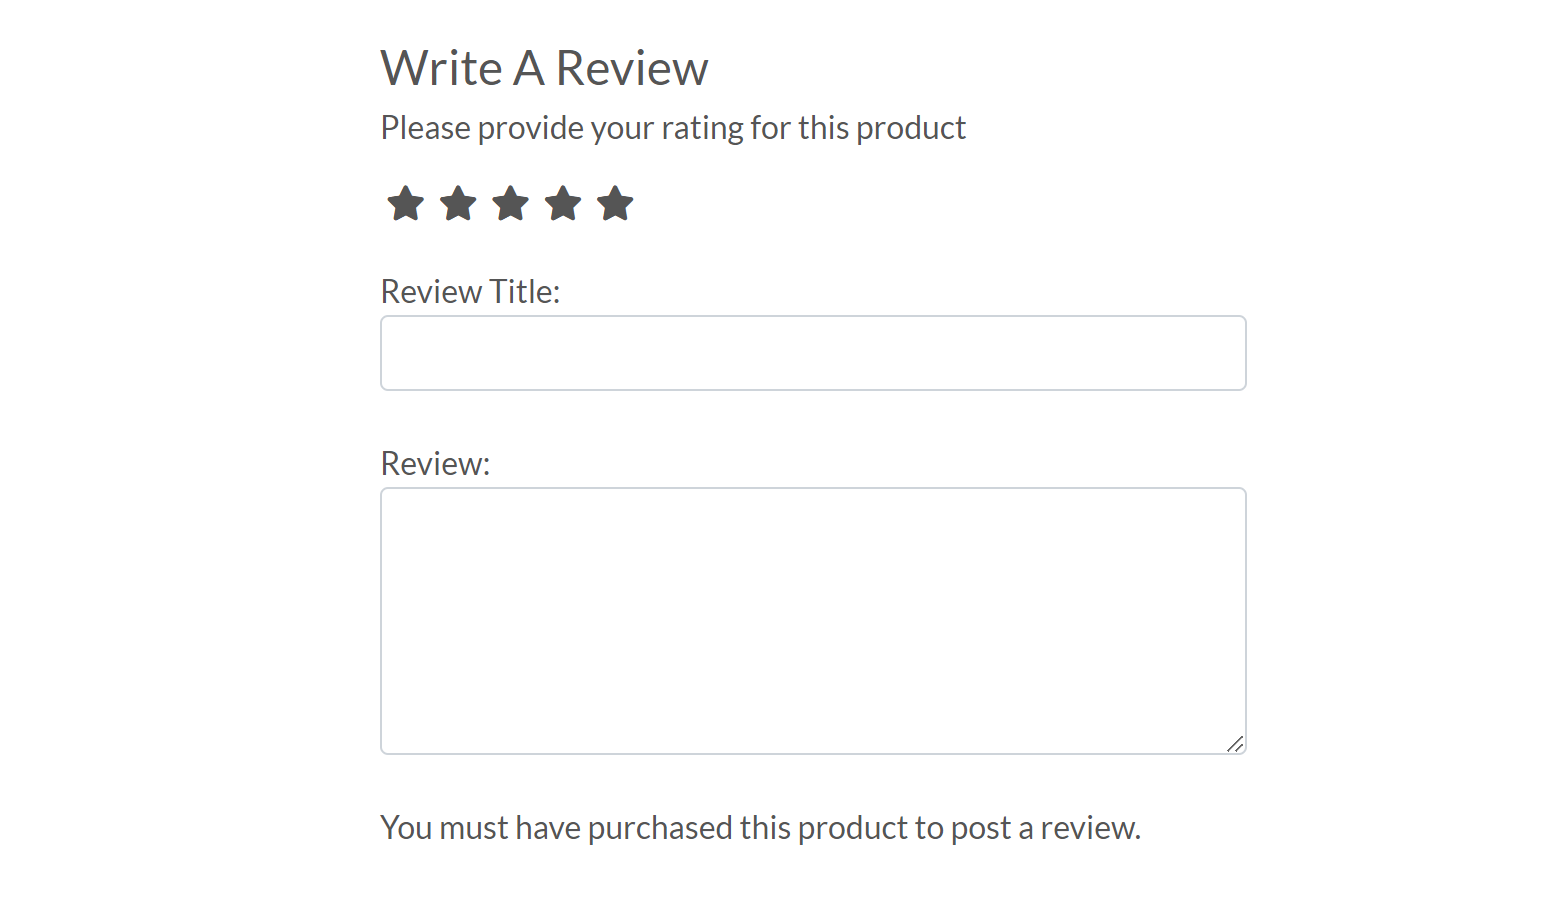 Write A Review
Please provide your rating for this product
Review Title:
Review:
You must have purchased this product to post a review.